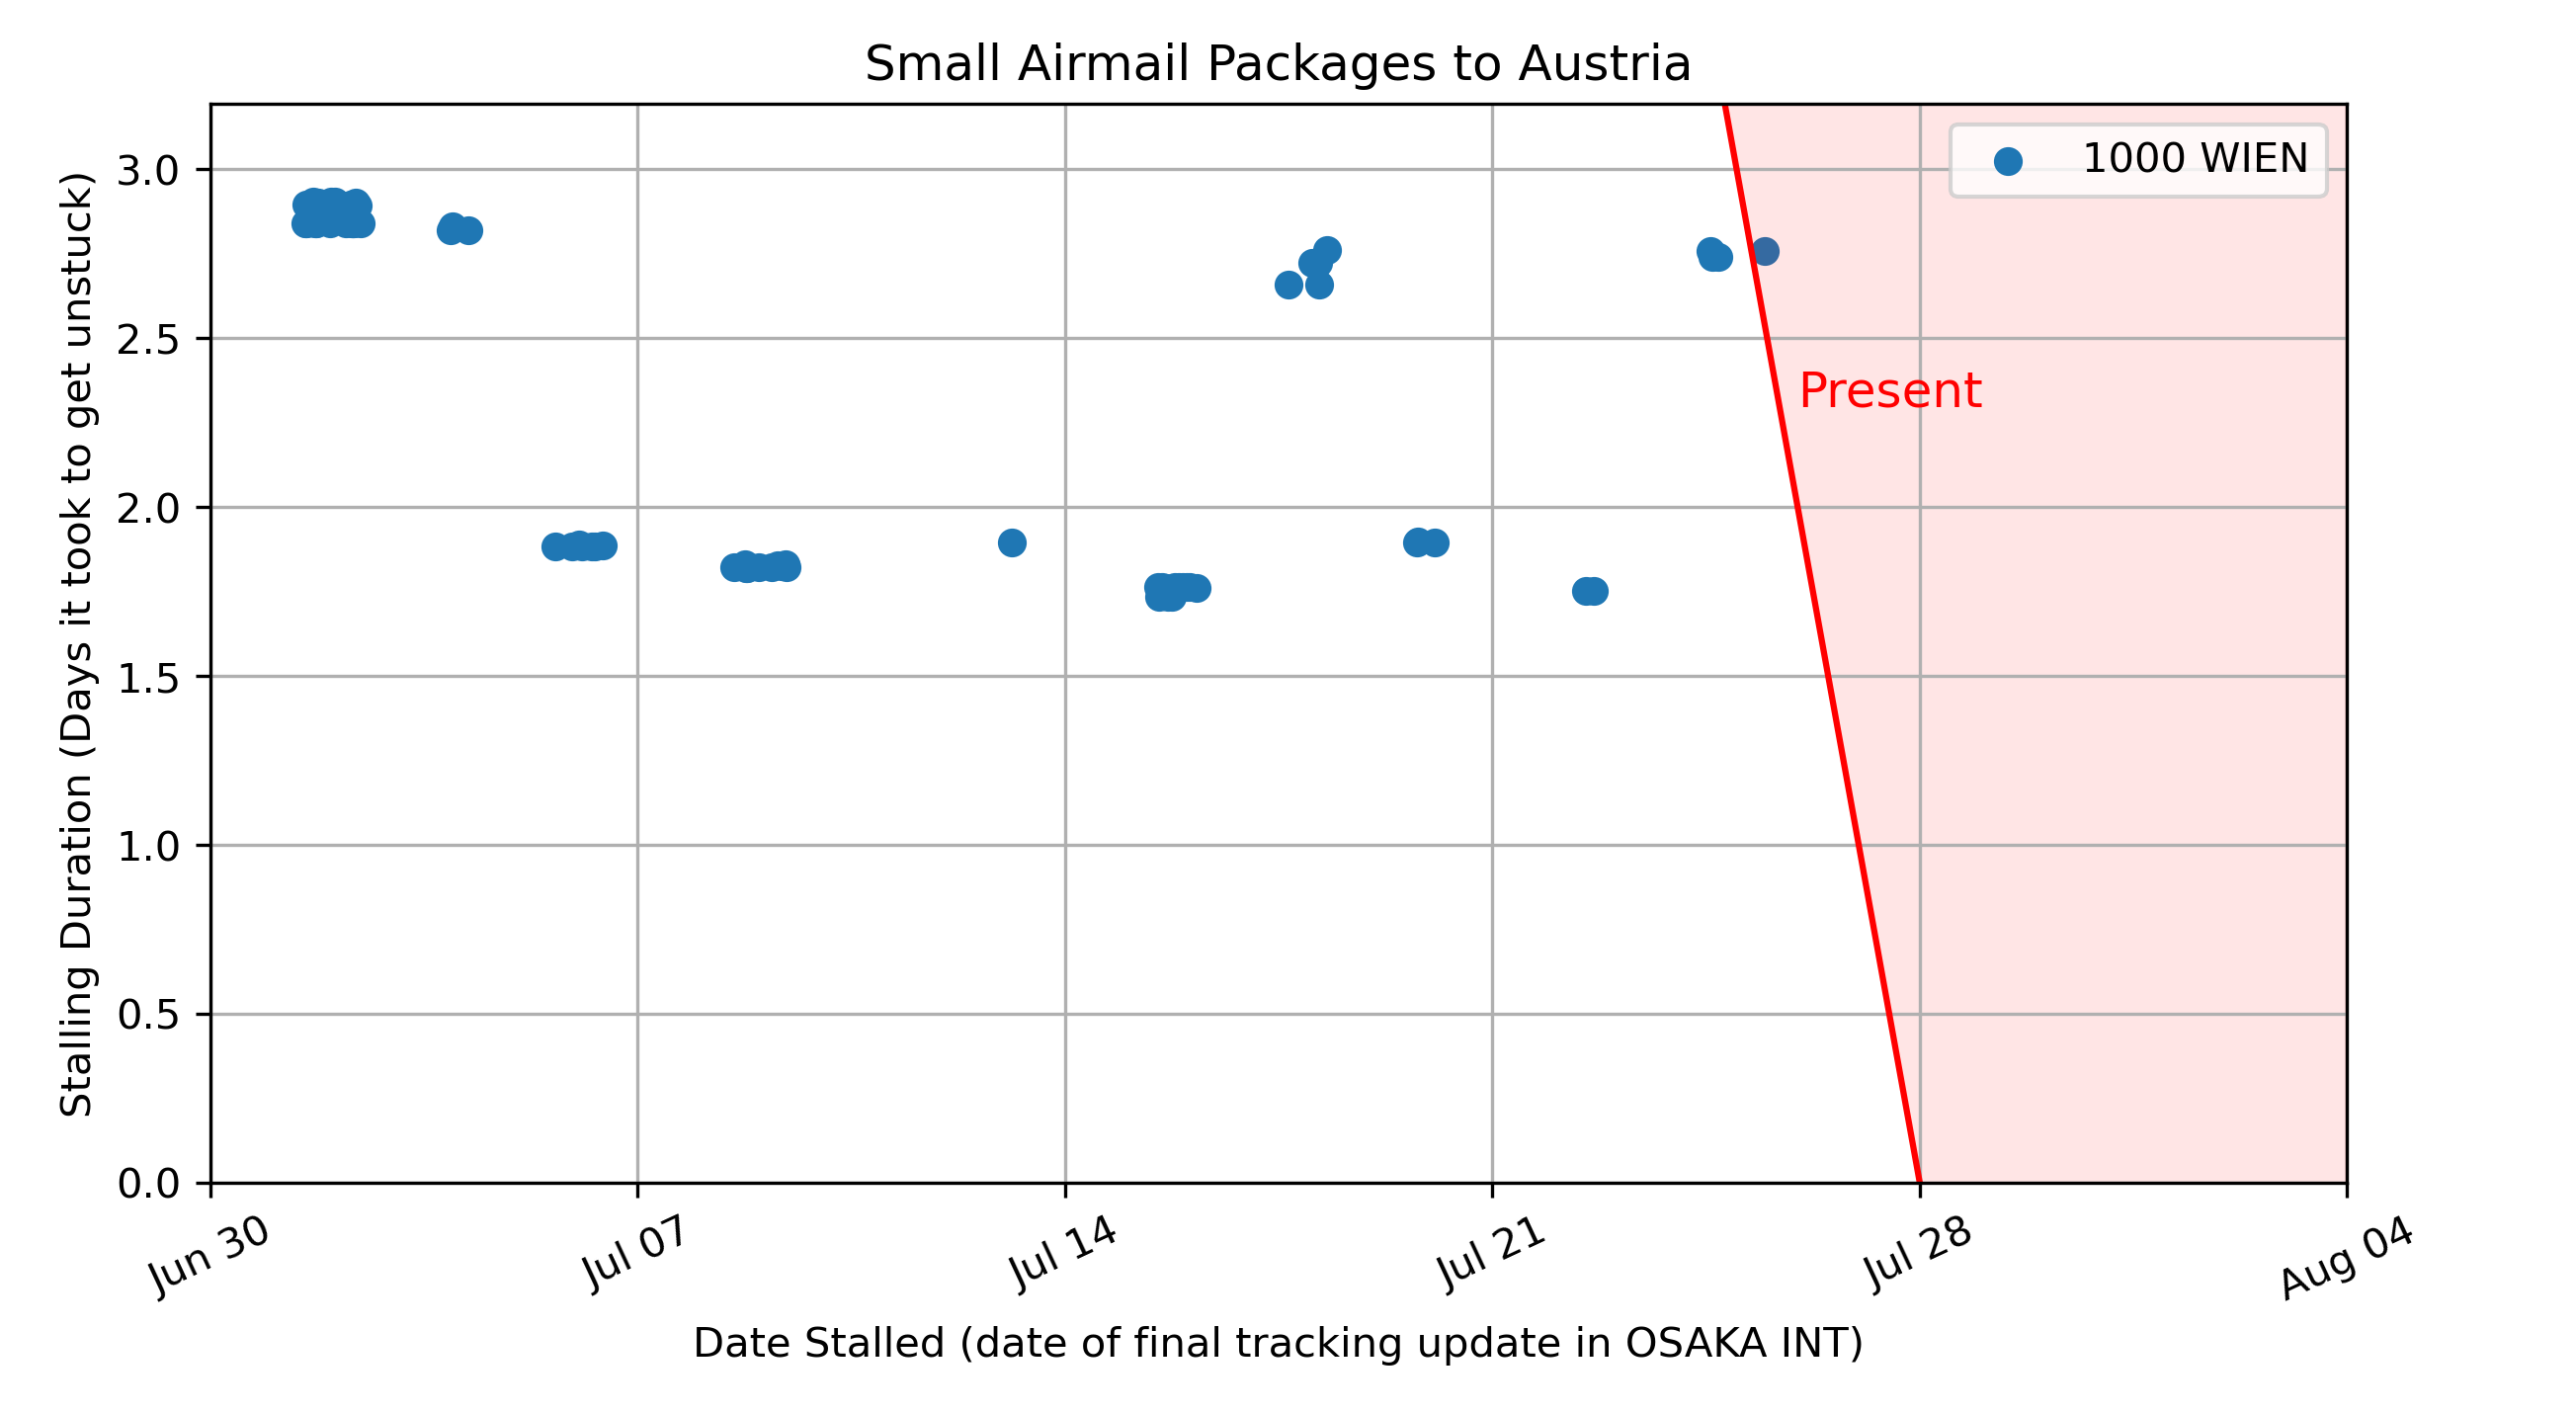 Small Airmail Packages to Austria
1000 WIEN
Present
Stalling Duration (Days it took to get unstuck)
3.0
2.5
2.0
1.5
1.0
0.5
0.0
Jun 30
Jul 07
Jul 14
Jul 21
Jul 28
Aug 04
Date Stalled (date of final tracking update in OSAKA INT)